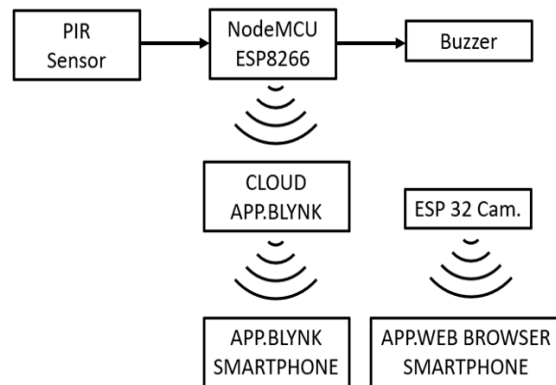 PIR
Sensor
NodeMCU
ESP8266
Buzzer
CLOUD
APP.BLYNK
ESP 32 Cam.
APP.BLYNK
SMARTPHONE
APP.WEB BROWSER
SMARTPHONE